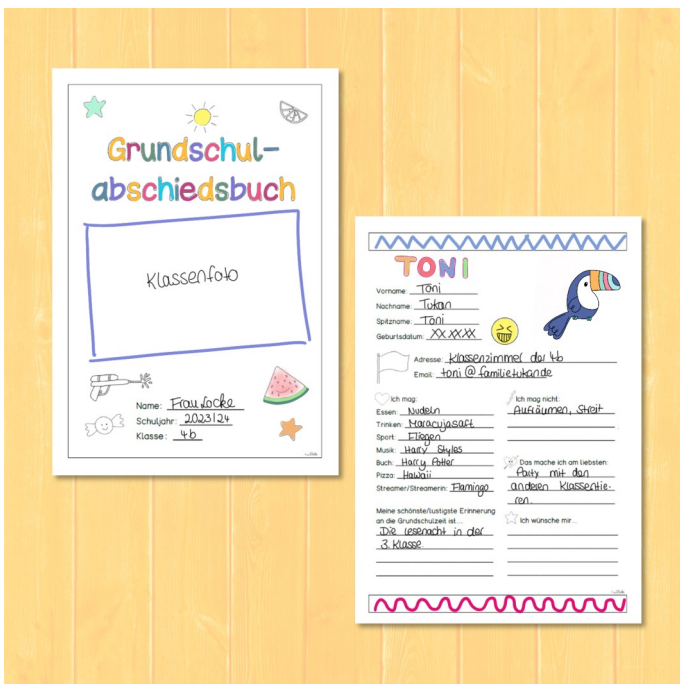 Grundschul-
abschiedsbuch
Klassenfoto
Name: Frau Locke
Schuljahr: 2023/24
Klasse: 4b
TONI
Vorname: Toni
Nachname: Tukan
Spitzname: Toni
Geburtsdatum: XX.XX.XX
Adresse: Klassenzimmer der 4b
Email: toni@familietukan.de
Ich mag:
Essen: Nudeln
Trinken: Maracujasaft
Sport: Fliegen
Musik: Harry Styles
Buch: Harry Potter
Pizza: Hawaii
Streamer/Streamerin: Flamingo
Meine schönste/lustigste Erinnerung
an die Grundschulzeit ist...
Die Lesenacht in der
3. Klasse.
Ich mag nicht:
Aufräumen, Streit
Das mache ich am liebsten:
Party mit den
anderen Klassentie-
ren.
Ich wünsche mir...